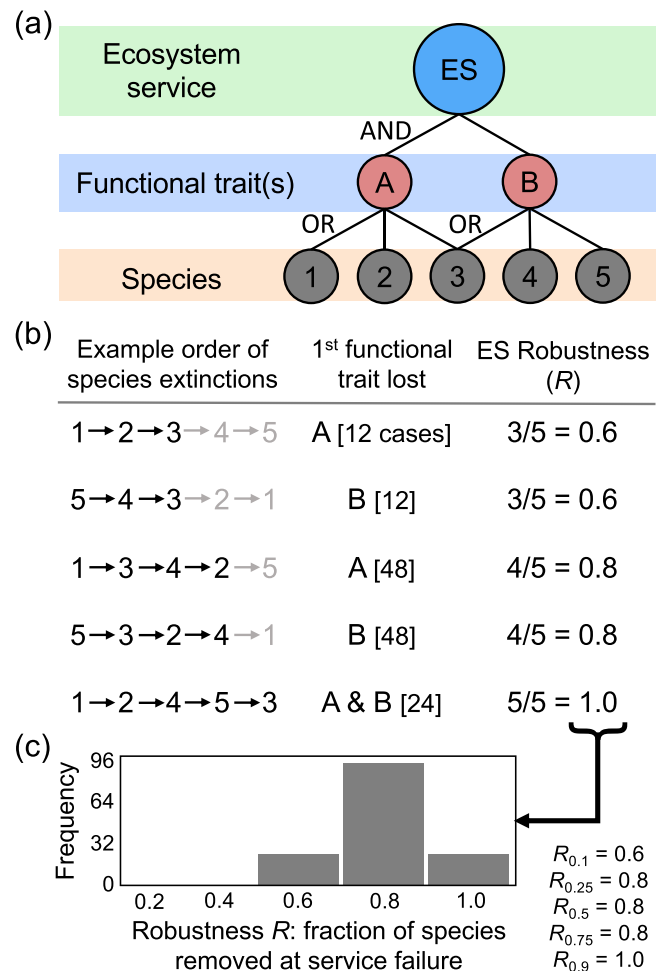 (a)
Ecosystem
service
ES
AND
Functional trait(s)
A
B
OR
OR
Species
1
2
3
4
5
(b)
Example order of
species extinctions
1st functional
trait lost
ES Robustness
(R)
1→2→3→4→5
A [12 cases]
3/5 = 0.6
5→4→3→2→1
B [12]
3/5 = 0.6
1→3→4→2→5
A [48]
4/5 = 0.8
5→3→2→4→1
B [48]
4/5 = 0.8
1→2→4→5→3
A & B [24]
5/5 = 1.0
(c)
Frequency
96
64
32
0
0.2
0.4
0.6
0.8
1.0
Robustness R: fraction of species
removed at service failure
R0.1 = 0.6
R0.25 = 0.8
R0.5 = 0.8
R0.75 = 0.8
R0.9 = 1.0